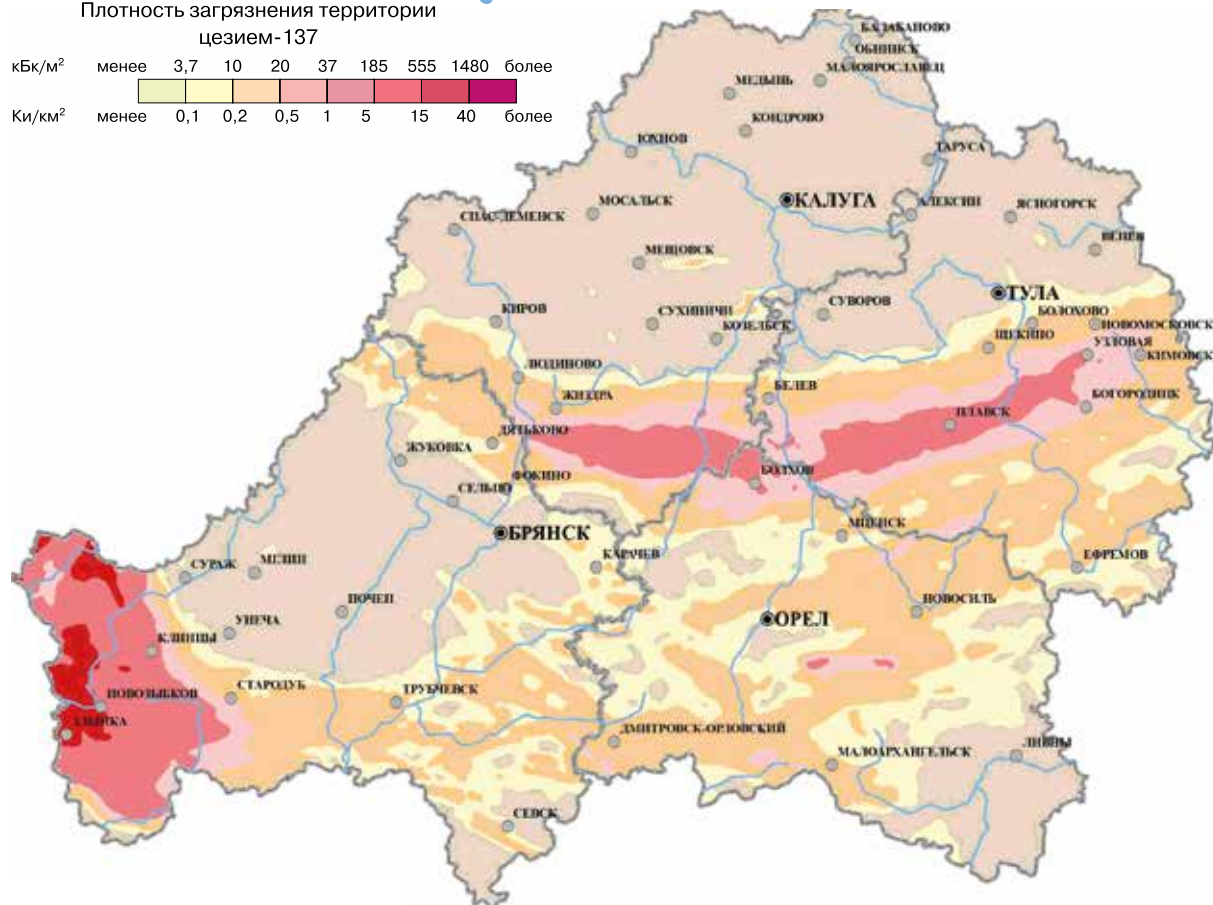 Плотность загрязнения территории
цезием-137
кБк/м² менее 3,7 10 20 37 185 555 1480 более
Ки/км² менее 0,1 0,2 0,5 1 5 15 40 более
БАЛАБАНОВО
ОБНИНСК
МАЛОЯРОСЛАВЕЦ
МЕДЫНЬ
КОНДРОВО
ЮХНОВ
ТАРУСА
МОСАЛЬСК
КАЛУГА
АЛЕКСИН
ЯСНОГОРСК
СПАС-ДЕМЕНСК
ВЕНЕВ
МЕЩОВСК
ТУЛА
СУВОРОВ
КИРОВ
СУХИНИЧИ
КОЗЕЛЬСК
БОЛОХОВО
НОВОМОСКОВСК
ЩЕКИНО
УЗЛОВАЯ
КИМОВСК
ЛЮДИНОВО
БЕЛЕВ
ЖИЗДРА
БОГОРОДИЦК
ПЛАВСК
ДЯТЬКОВО
ЖУКОВКА
БОЛХОВ
ФОКИНО
СЕЛЬЦО
БРЯНСК
МЦЕНСК
КАРАЧЕВ
ЕФРЕМОВ
СУРАЖ
МГЛИН
ПОЧЕП
НОВОСИЛЬ
ОРЕЛ
УНЕЧА
КЛИНЦЫ
СТАРОДУБ
ТРУБЧЕВСК
НОВОЗЫБКОВ
ЗЛЫНКА
ДМИТРОВСК-ОРЛОВСКИЙ
МАЛОАРХАНГЕЛЬСК
ЛИВНЫ
СЕВСК